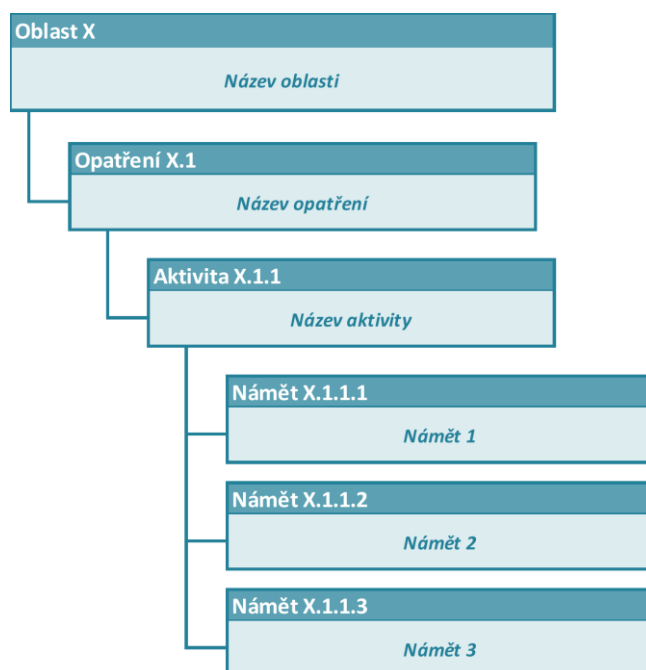 Oblast X
Název oblasti
Opatření X.1
Název opatření
Aktivita X.1.1
Název aktivity
Námět X.1.1.1
Námět 1
Námět X.1.1.2
Námět 2
Námět X.1.1.3
Námět 3